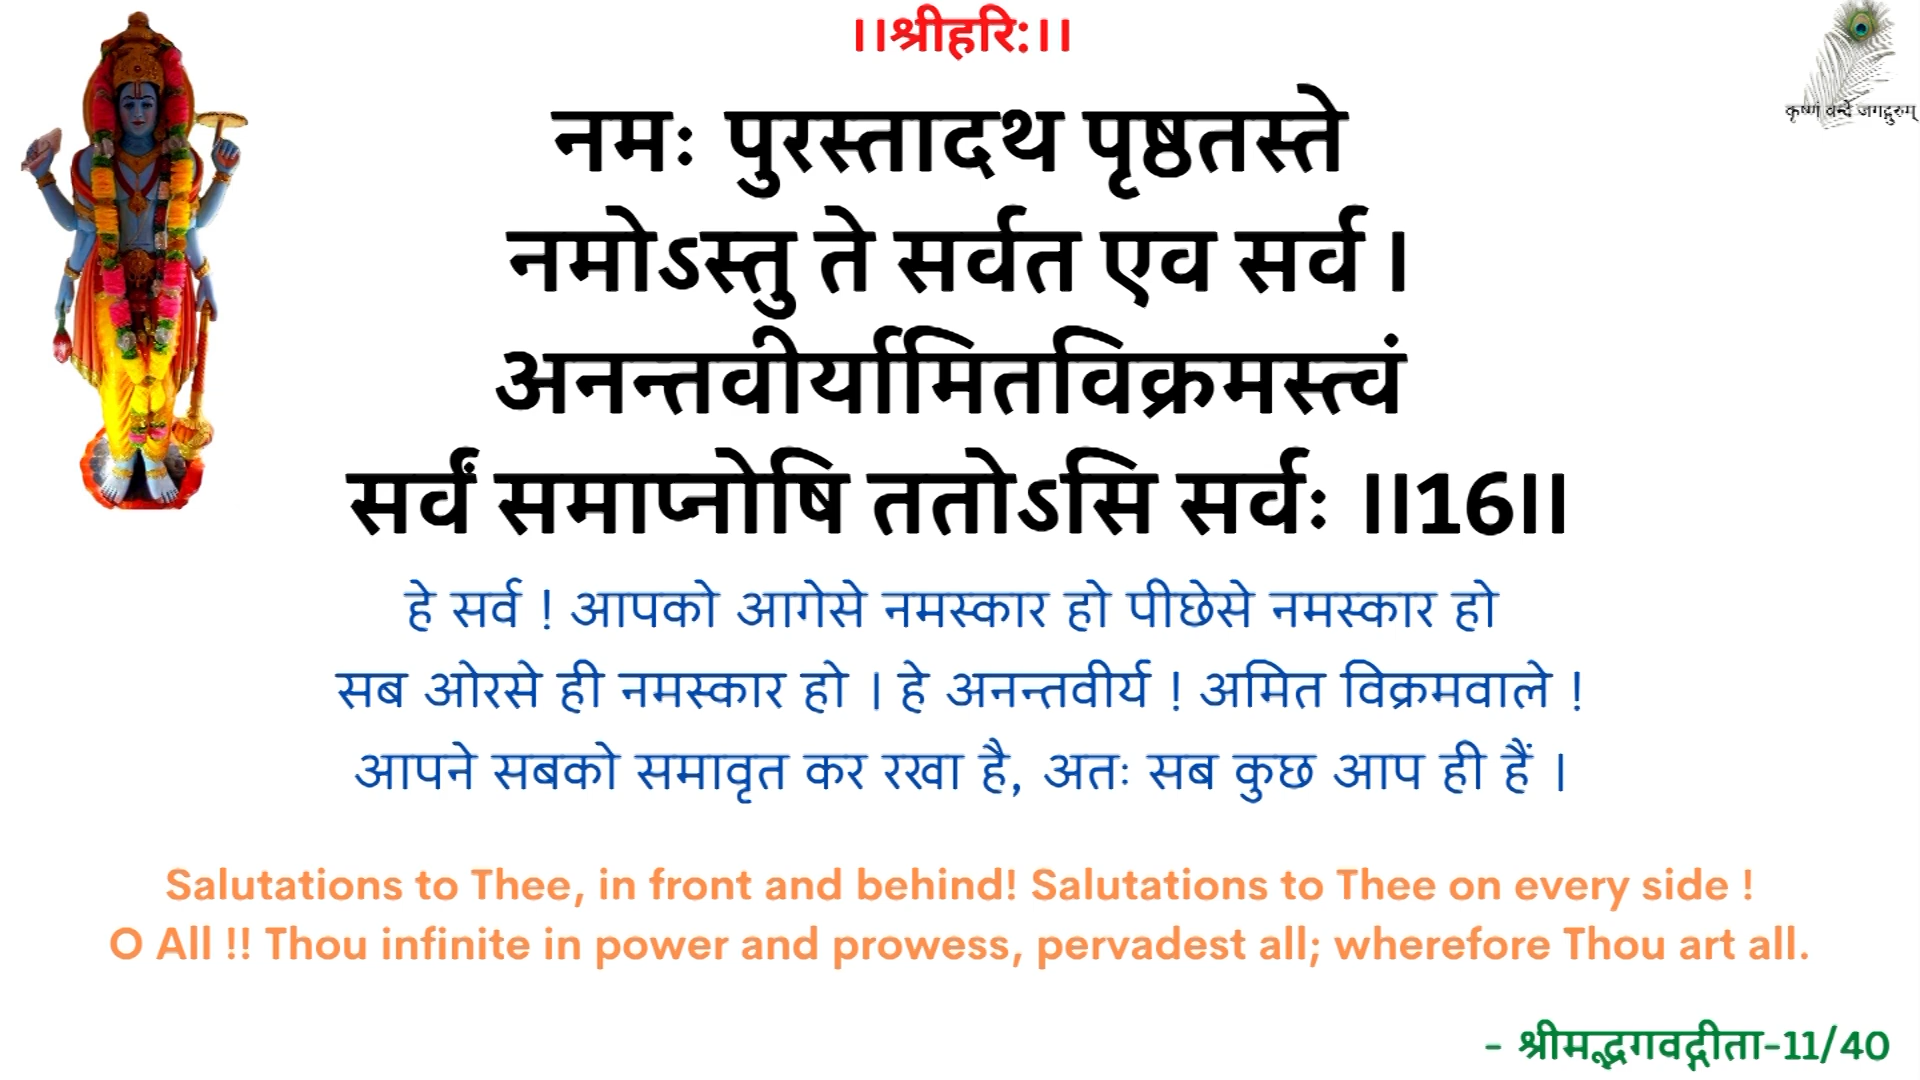 ।।श्रीहरि:।।
कृष्णं वन्दे जगद्गुरुम्
नमः पुरस्तादथ पृष्ठतस्ते
नमोऽस्तु ते सर्वत एव सर्व ।
अनन्तवीर्यामितविक्रमस्त्वं
सर्वं समाप्नोषि ततोऽसि सर्वः ।।16।।
हे सर्व ! आपको आगेसे नमस्कार हो पीछेसे नमस्कार हो
सब ओरसे ही नमस्कार हो । हे अनन्तवीर्य ! अमित विक्रमवाले !
आपने सबको समावृत कर रखा है, अतः सब कुछ आप ही हैं ।
Salutations to Thee, in front and behind! Salutations to Thee on every side !
O All !! Thou infinite in power and prowess, pervadest all; wherefore Thou art all.
- श्रीमद्भगवद्गीता-11/40